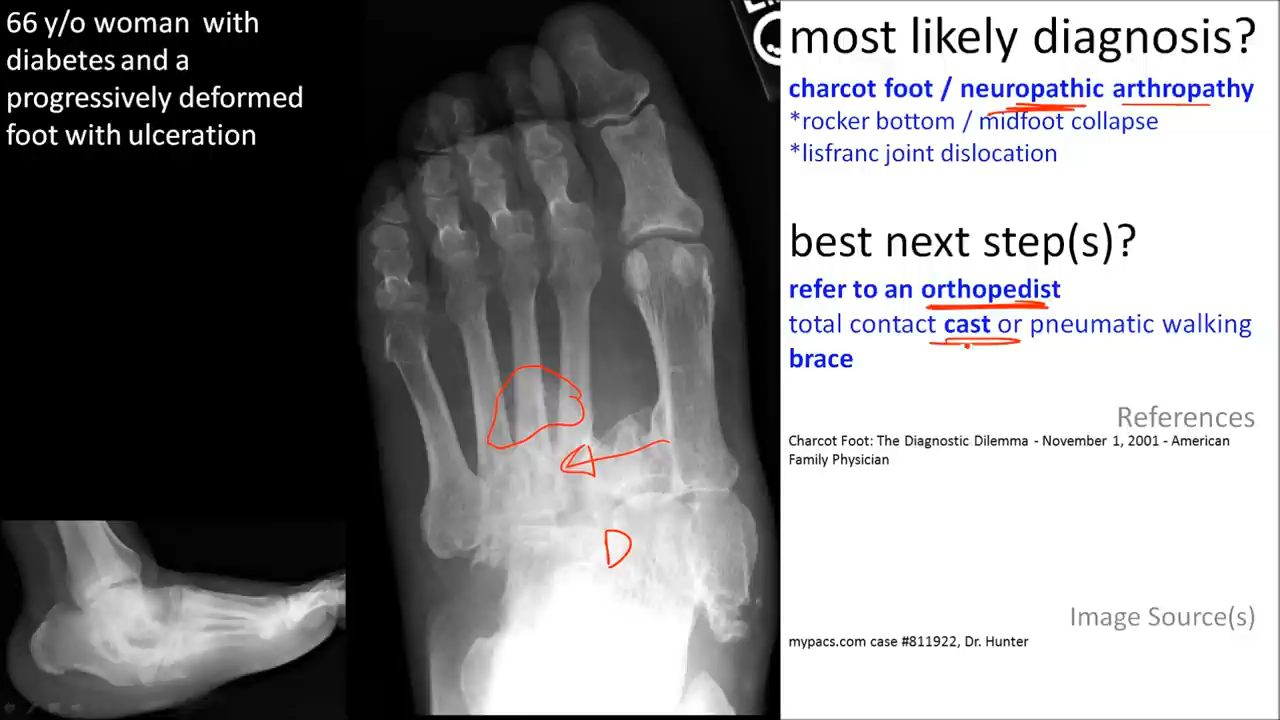 66 y/o woman with
diabetes and a
progressively deformed
foot with ulceration
most likely diagnosis?
charcot foot / neuropathic arthropathy
*rocker bottom / midfoot collapse
*lisfranc joint dislocation
best next step(s)?
refer to an orthopedist
total contact cast or pneumatic walking
brace
References
Charcot Foot: The Diagnostic Dilemma - November 1, 2001 - American
Family Physician
Image Source(s)
mypacs.com case #811922, Dr. Hunter
D